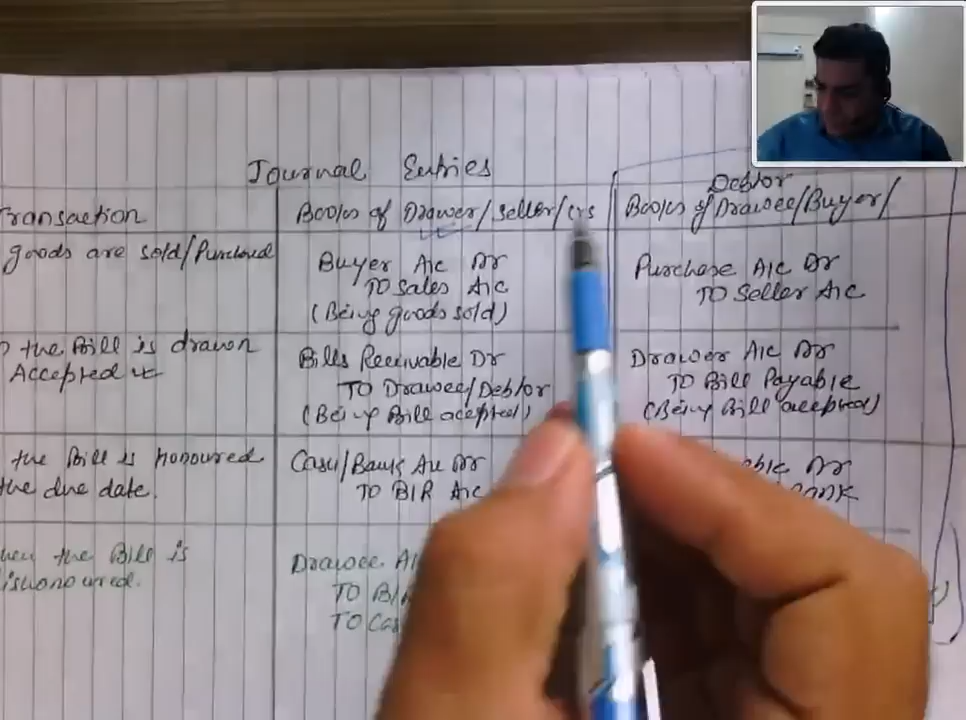 Journal Entries
Transaction
Books of Drawer/Seller/crs
Debtor
Books of Drawee/Buyer/
goods are sold/Purchased
Buyer A/c Dr
TO Sales A/c
(Being goods sold)
Purchase A/c Dr
TO Seller A/c
the Bill is drawn
Accepted it
Bills Receivable Dr
TO Drawee/Debtor
(Being Bill accepted)
Drawer A/c Dr
TO Bill Payable
(Being Bill accepted)
the Bill is honoured
the due date.
Cash/Bank A/c Dr
TO B/R A/c
Dr
the Bill is
Drawee A/
TO B/
TO Cas